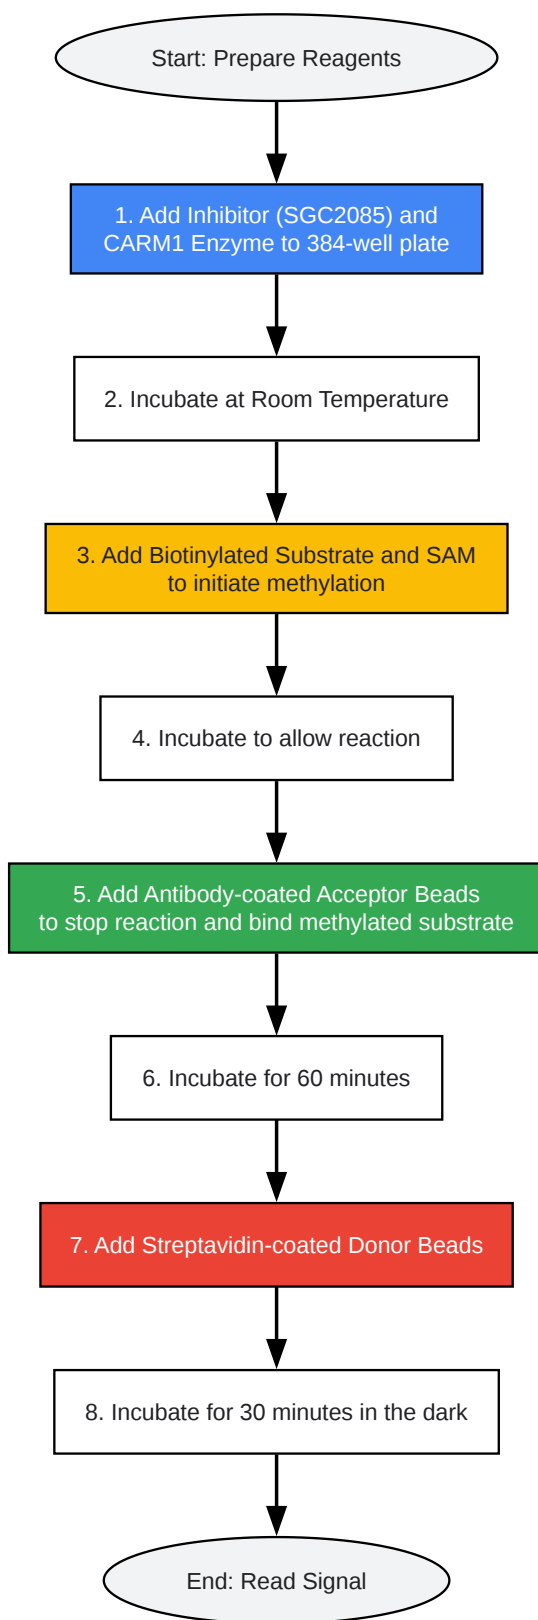 Start: Prepare Reagents
1. Add Inhibitor (SGC2085) and
CARM1 Enzyme to 384-well plate
2. Incubate at Room Temperature
3. Add Biotinylated Substrate and SAM
to initiate methylation
4. Incubate to allow reaction
5. Add Antibody-coated Acceptor Beads
to stop reaction and bind methylated substrate
6. Incubate for 60 minutes
7. Add Streptavidin-coated Donor Beads
8. Incubate for 30 minutes in the dark
End: Read Signal